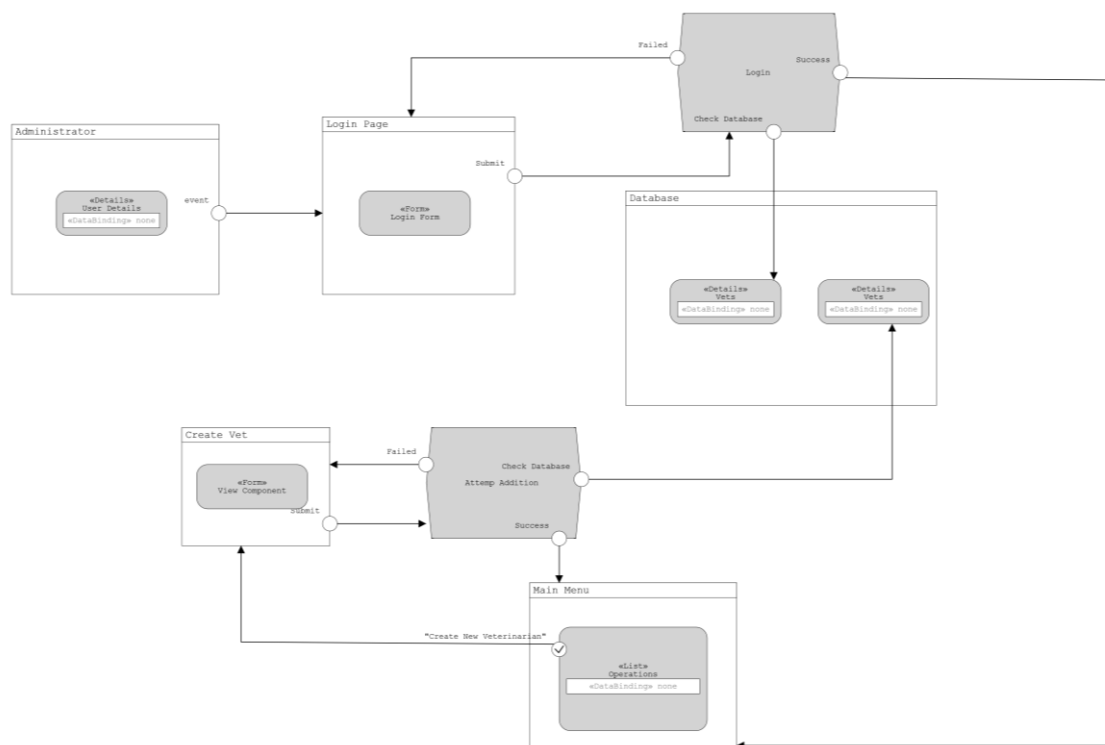 Failed
Success
Login
Check Database
Administrator
Login Page
Submit
«Details»
User Details
«DataBinding» none
event
«Form»
Login Form
Database
«Details»
Vets
«DataBinding» none
«Details»
Vets
«DataBinding» none
Create Vet
Failed
Check Database
Attemp Addition
«Form»
View Component
Submit
Success
Main Menu
"Create New Veterinarian"
«List»
Operations
«DataBinding» none